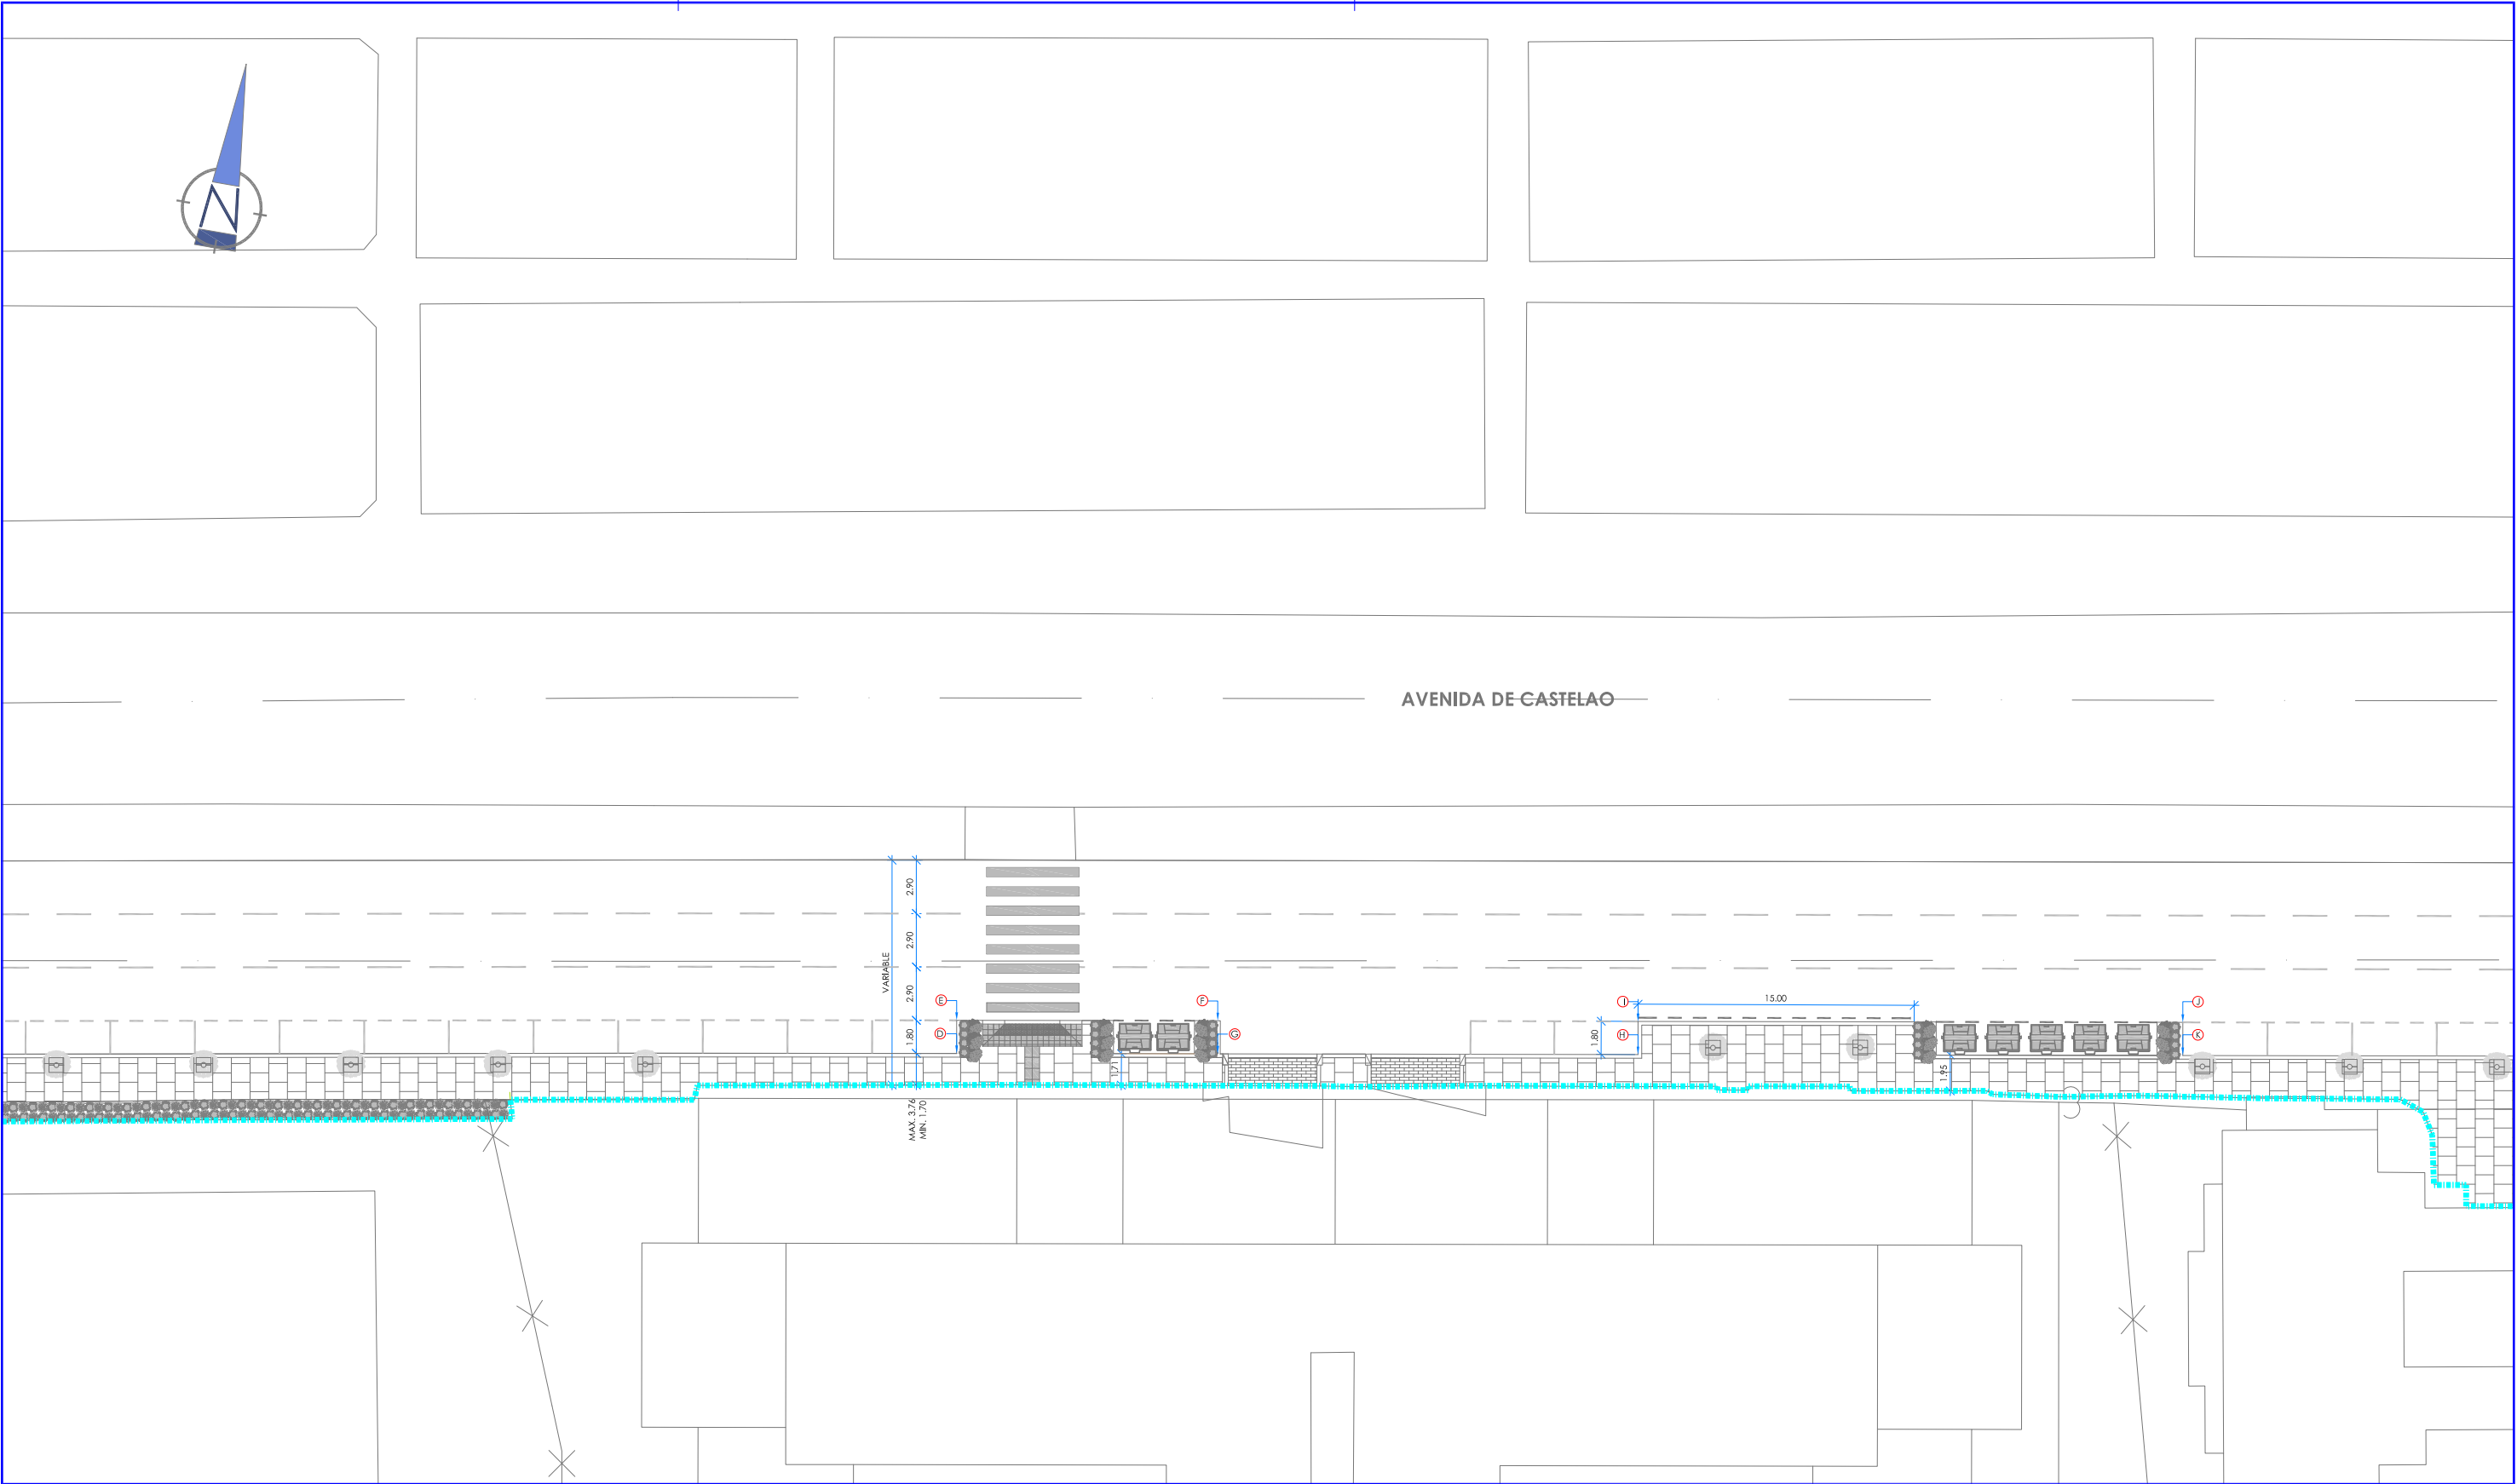 N
AVENIDA DE CASTELAO
2.90
2.90
VARIABLE
2.90
E
F
I
15.00
J
D
1.80
G
H
1.80
K
1.71
1.95
MAX. 3.76
MIN. 1.70